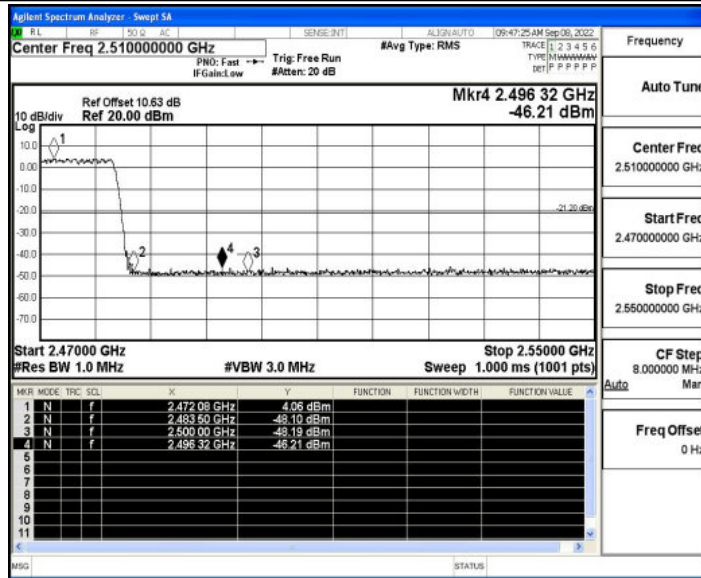 Agilent Spectrum Analyzer - Swept SA
RL RF 50 Ω AC SENSE:INT ALIGN AUTO 09:47:25 AM Sep 08, 2022
Center Freq 2.510000000 GHz #Avg Type: RMS TRACE 1 2 3 4 5 6
PNO: Fast Trig: Free Run TYPE MWWWWW
IFGain:Low #Atten: 20 dB DET P P P P P P
Mkr4 2.496 32 GHz
-46.21 dBm
Ref Offset 10.63 dB
10 dB/div Ref 20.00 dBm
Log
10.0
0.00
-10.0
-20.0
-30.0
-40.0
-50.0
-60.0
-70.0
1
2
4
3
-21.20 dBm
Start 2.47000 GHz Stop 2.55000 GHz
#Res BW 1.0 MHz #VBW 3.0 MHz Sweep 1.000 ms (1001 pts)
MKR MODE TRC SCL X Y FUNCTION FUNCTION WIDTH FUNCTION VALUE
1 N f 2.472 08 GHz 4.06 dBm
2 N f 2.483 50 GHz -48.10 dBm
3 N f 2.500 00 GHz -48.19 dBm
4 N f 2.496 32 GHz -46.21 dBm
5
6
7
8
9
10
11
MSG STATUS
Frequency
Auto Tune
Center Freq
2.510000000 GHz
Start Freq
2.470000000 GHz
Stop Freq
2.550000000 GHz
CF Step
8.000000 MHz
Auto Man
Freq Offset
0 Hz